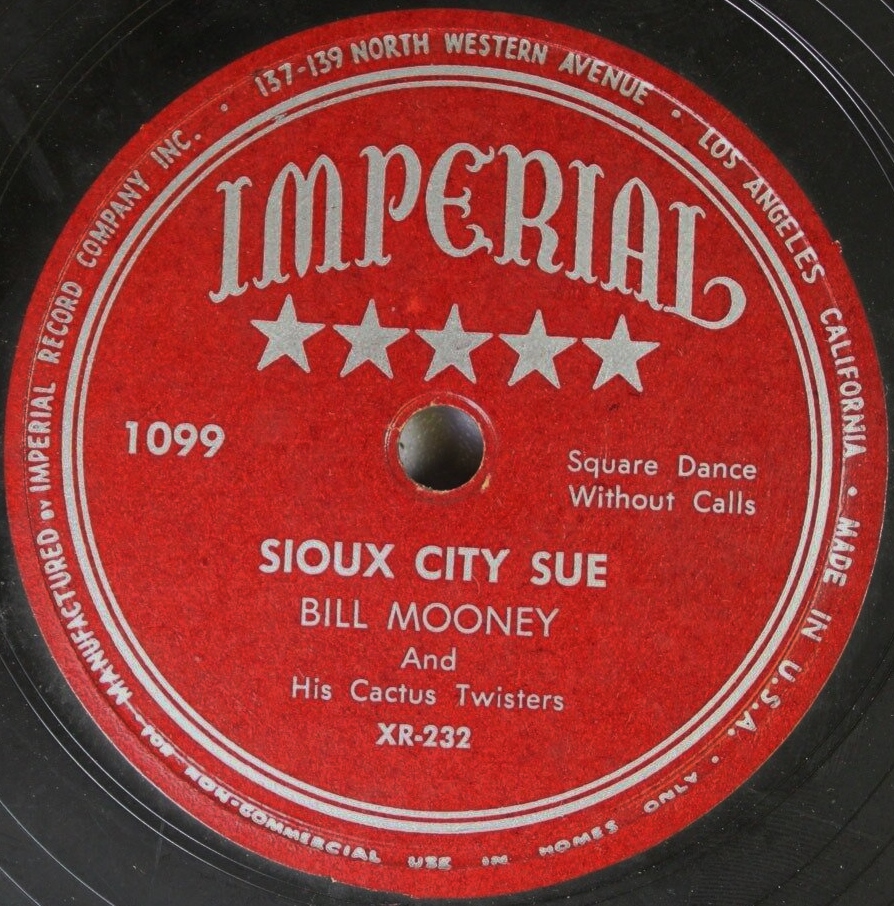 MANUFACTURED BY IMPERIAL RECORD COMPANY INC. • 137-139 NORTH WESTERN AVENUE • LOS ANGELES CALIFORNIA • MADE IN U.S.A. •
IMPERIAL
1099
Square Dance
Without Calls
SIOUX CITY SUE
BILL MOONEY
And
His Cactus Twisters
XR-232
FOR NON-COMMERCIAL USE IN HOMES ONLY